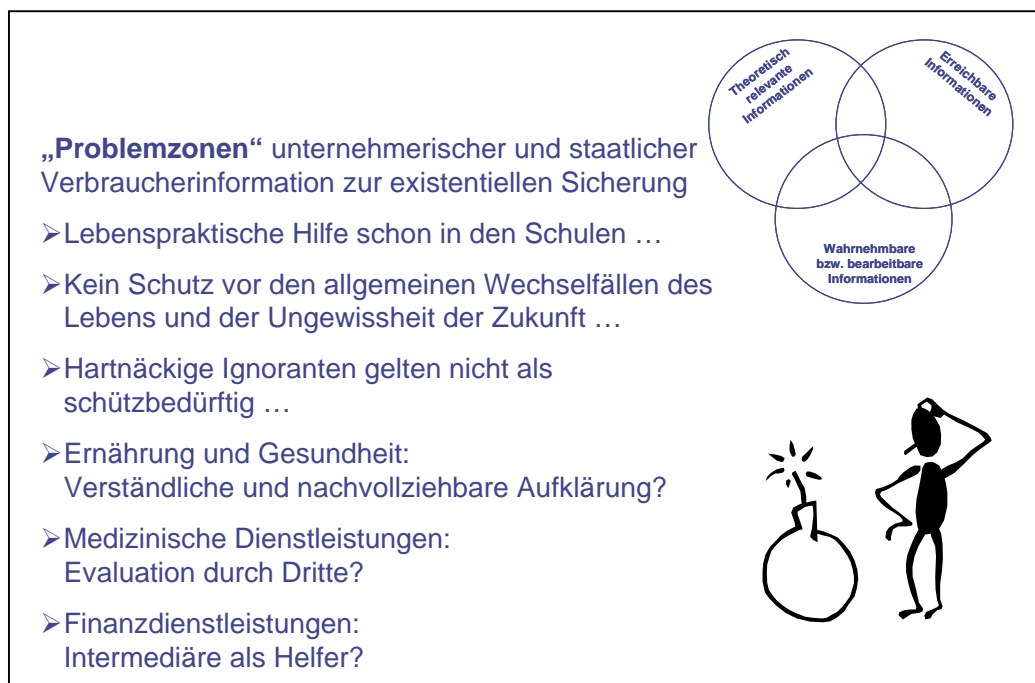 Theoretisch
relevante
Informationen
Erreichbare
Informationen
Wahrnehmbare
bzw. bearbeitbare
Informationen
„Problemzonen“ unternehmerischer und staatlicher
Verbraucherinformation zur existentiellen Sicherung
➢Lebenspraktische Hilfe schon in den Schulen …
➢Kein Schutz vor den allgemeinen Wechselfällen des
Lebens und der Ungewissheit der Zukunft …
➢Hartnäckige Ignoranten gelten nicht als
schützbedürftig …
➢Ernährung und Gesundheit:
Verständliche und nachvollziehbare Aufklärung?
➢Medizinische Dienstleistungen:
Evaluation durch Dritte?
➢Finanzdienstleistungen:
Intermediäre als Helfer?